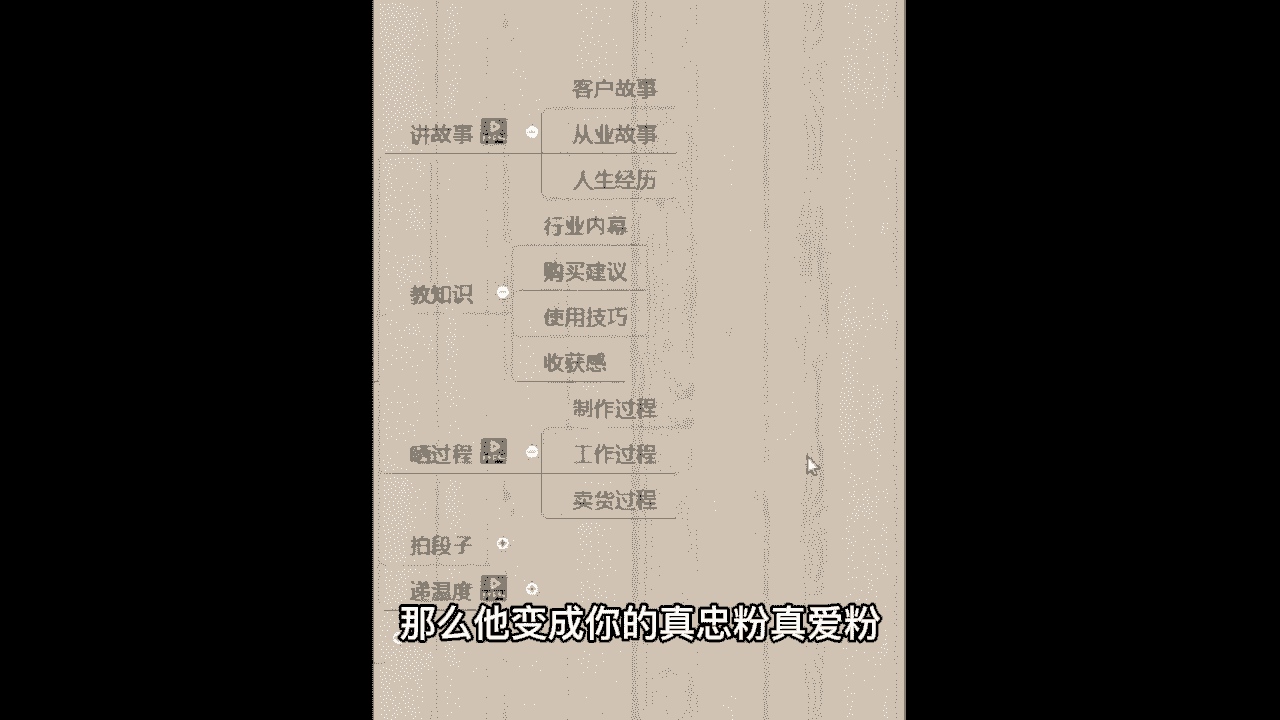 客户故事
讲故事
从业故事
人生经历
行业内幕
购买建议
教知识
使用技巧
收获感
制作过程
晒过程
工作过程
卖货过程
拍段子
递温度
那么他变成你的真忠粉真爱粉